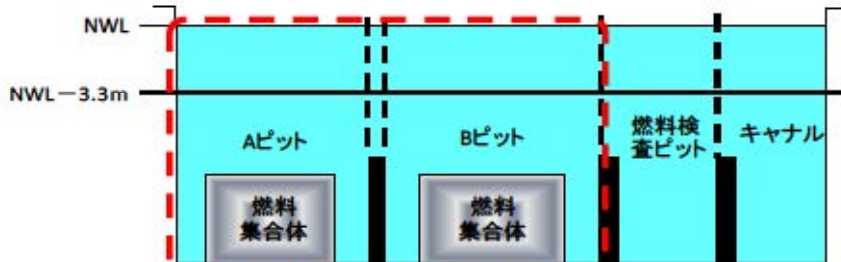 NWL
NWL－3.3m
Aピット
Bピット
燃料検
査ピット
キャナル
燃料
集合体
燃料
集合体